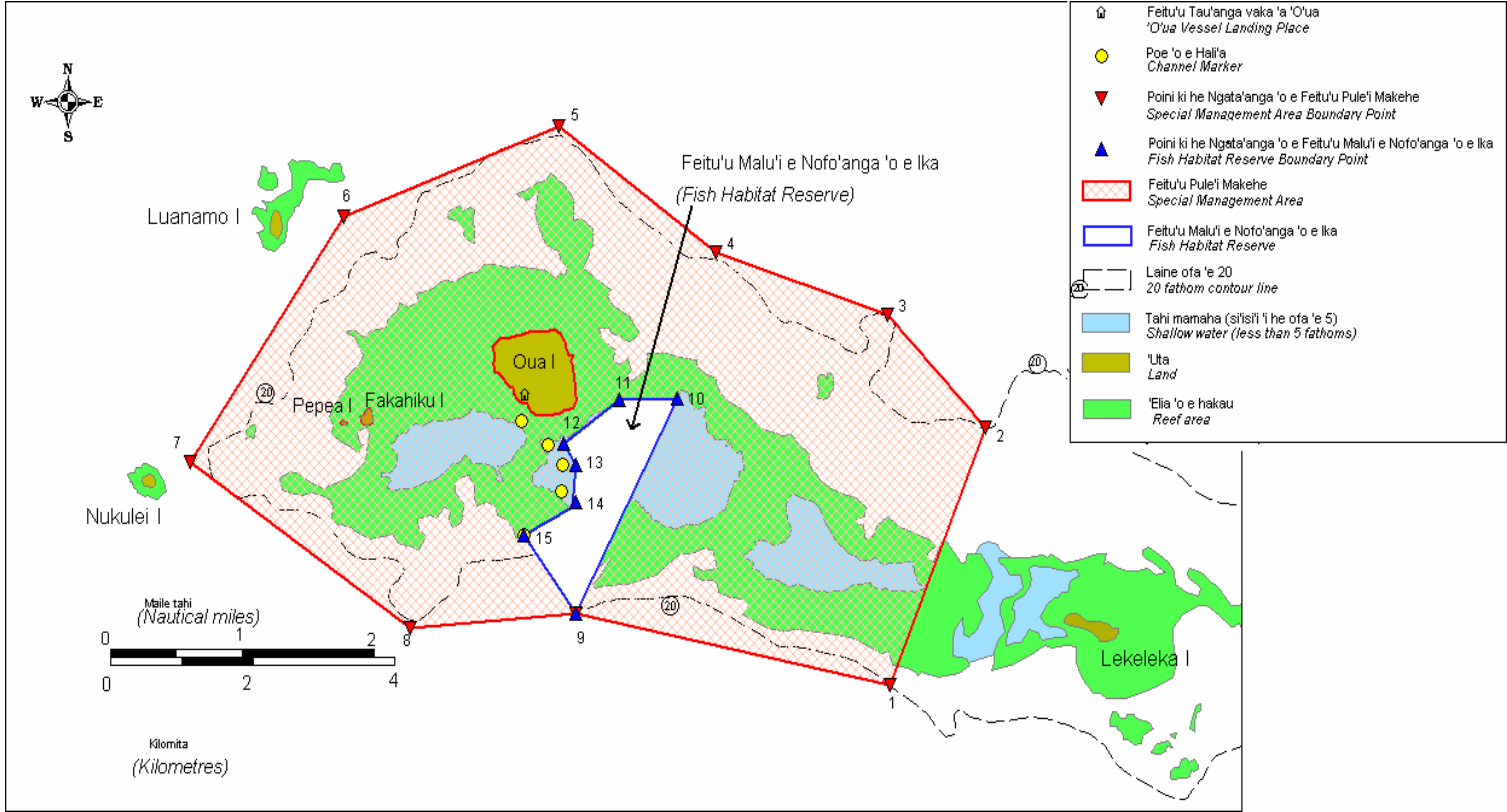 Feitu'u Tau'anga vaka 'a 'O'ua
'O'ua Vessel Landing Place
Poe 'o e Hali'a
Channel Marker
Poini ki he Ngata'anga 'o e Feitu'u Pule'i Makehe
Special Management Area Boundary Point
Poini ki he Ngata'anga 'o e Feitu'u Malu'i e Nofo'anga 'o e Ika
Fish Habitat Reserve Boundary Point
Feitu'u Pule'i Makehe
Special Management Area
Feitu'u Malu'i e Nofo'anga 'o e Ika
Fish Habitat Reserve
Laine ofa 'e 20
20 fathom contour line
20
Tahi mamaha (si'isi'i 'i he ofa 'e 5)
Shallow water (less than 5 fathoms)
'Uta
Land
'Elia 'o e hakau
Reef area
N
W E
S
5
Feitu'u Malu'i e Nofo'anga 'o e Ika
(Fish Habitat Reserve)
6
Luanamo I
4
3
20
Oua I
20
Pepea I
Fakahiku I
11
10
12
2
7
13
14
Nukulei I
15
Maile tahi
(Nautical miles)
0 1 2
8
9
20
0 2 4
1
Lekeleka I
Kilomita
(Kilometres)